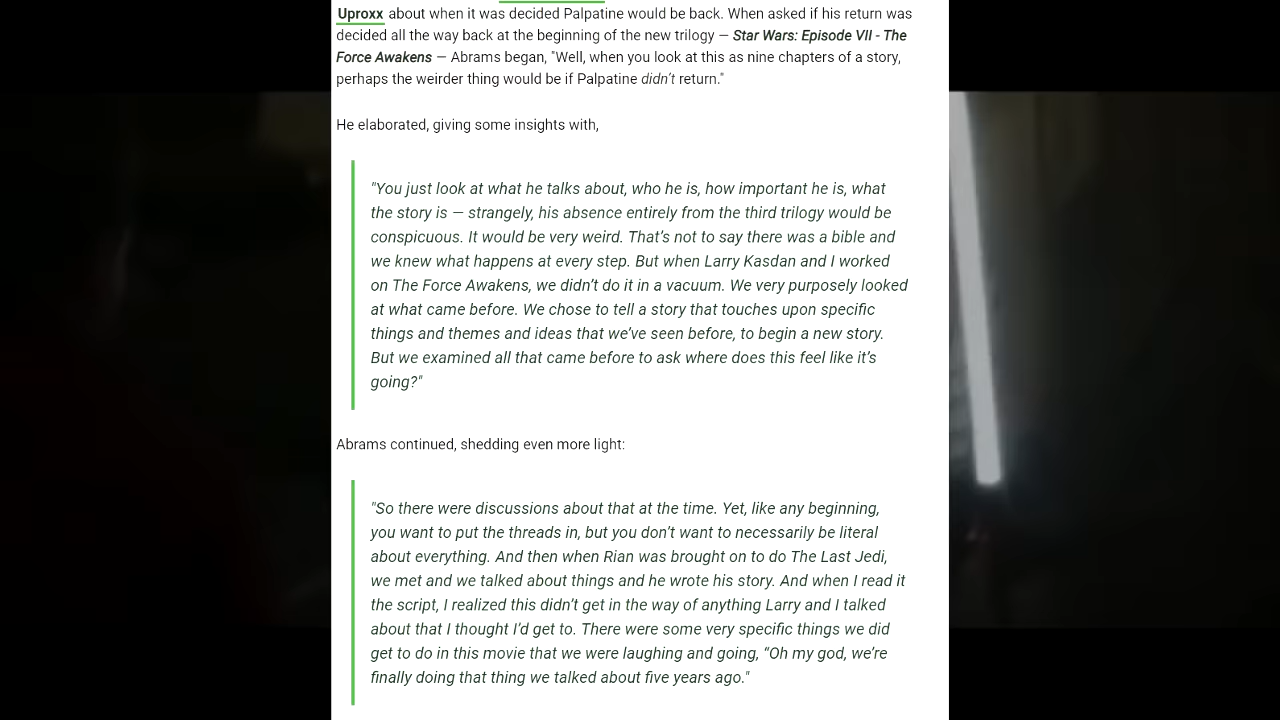 Uproxx about when it was decided Palpatine would be back. When asked if his return was
decided all the way back at the beginning of the new trilogy — Star Wars: Episode VII - The
Force Awakens — Abrams began, "Well, when you look at this as nine chapters of a story,
perhaps the weirder thing would be if Palpatine didn't return."
He elaborated, giving some insights with,
"You just look at what he talks about, who he is, how important he is, what
the story is — strangely, his absence entirely from the third trilogy would be
conspicuous. It would be very weird. That’s not to say there was a bible and
we knew what happens at every step. But when Larry Kasdan and I worked
on The Force Awakens, we didn’t do it in a vacuum. We very purposely looked
at what came before. We chose to tell a story that touches upon specific
things and themes and ideas that we’ve seen before, to begin a new story.
But we examined all that came before to ask where does this feel like it’s
going?"
Abrams continued, shedding even more light:
"So there were discussions about that at the time. Yet, like any beginning,
you want to put the threads in, but you don’t want to necessarily be literal
about everything. And then when Rian was brought on to do The Last Jedi,
we met and we talked about things and he wrote his story. And when I read it
the script, I realized this didn’t get in the way of anything Larry and I talked
about that I thought I’d get to. There were some very specific things we did
get to do in this movie that we were laughing and going, “Oh my god, we’re
finally doing that thing we talked about five years ago."